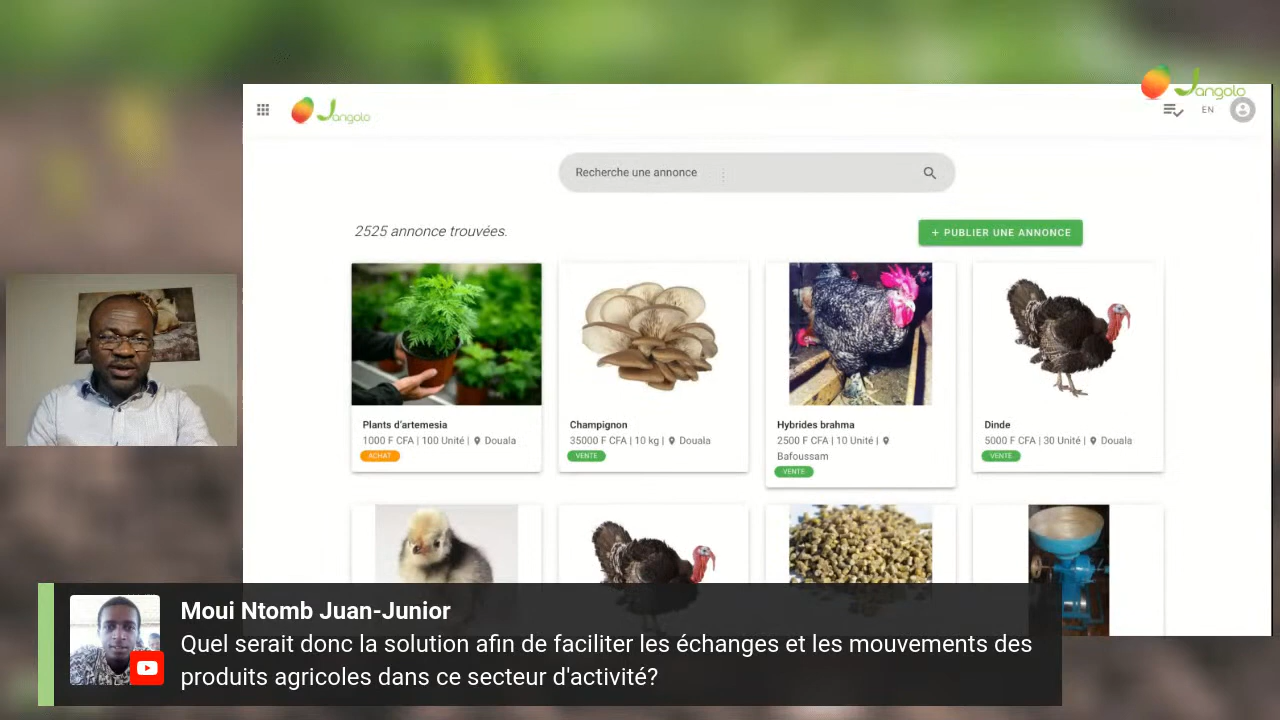 Jangolo
Jangolo
EN
Recherche une annonce
2525 annonce trouvées.
+ PUBLIER UNE ANNONCE
Plants d'artemesia
1000 F CFA | 100 Unité | Douala
ACHAT
Champignon
35000 F CFA | 10 kg | Douala
VENTE
Hybrides brahma
2500 F CFA | 10 Unité |
Bafoussam
VENTE
Dinde
5000 F CFA | 30 Unité | Douala
VENTE
Moui Ntomb Juan-Junior
Quel serait donc la solution afin de faciliter les échanges et les mouvements des
produits agricoles dans ce secteur d'activité?